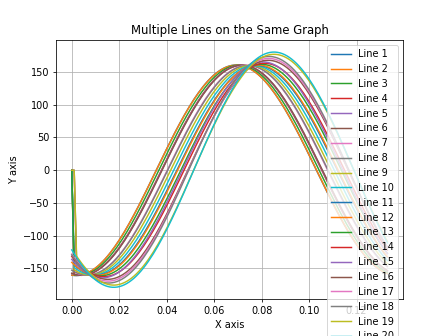 Multiple Lines on the Same Graph
Y axis
150
100
50
0
−50
−100
−150
0.00
0.02
0.04
0.06
0.08
0.10
X axis
Line 1
Line 2
Line 3
Line 4
Line 5
Line 6
Line 7
Line 8
Line 9
Line 10
Line 11
Line 12
Line 13
Line 14
Line 15
Line 16
Line 17
Line 18
Line 19
Line 20